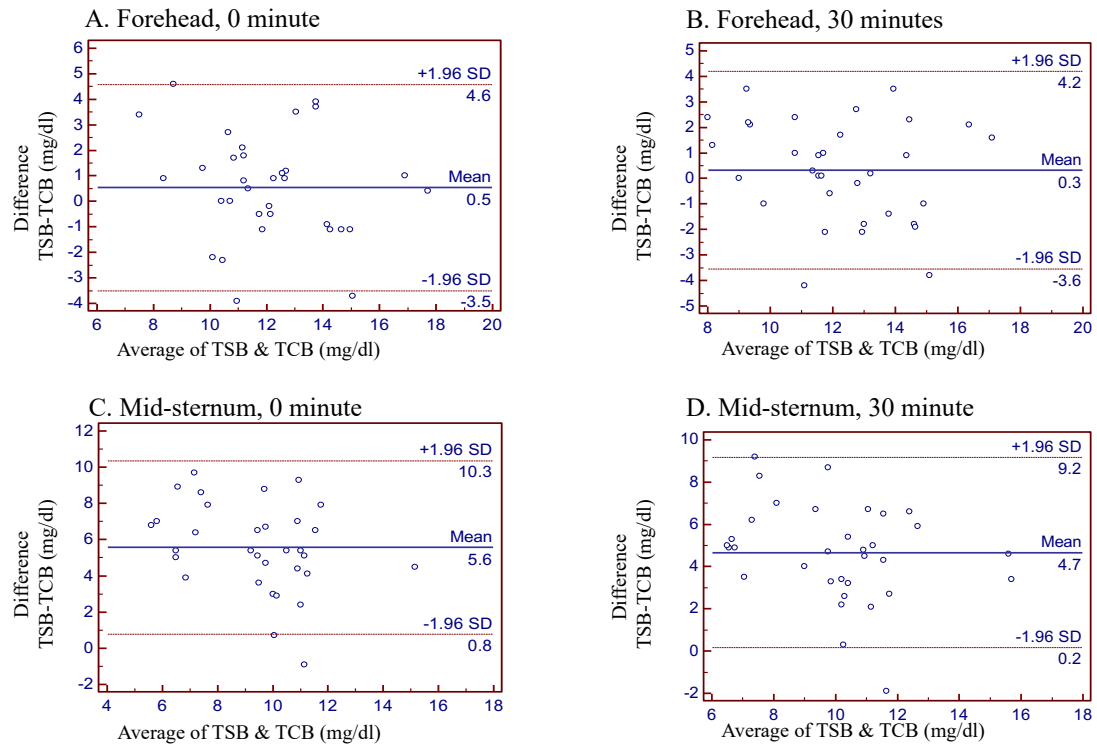 A. Forehead, 0 minute
6
5
4
3
2
1
0
-1
-2
-3
-4
+1.96 SD
4.6
Mean
0.5
-1.96 SD
-3.5
6 8 10 12 14 16 18 20
Difference
TSB-TCB (mg/dl)
Average of TSB & TCB (mg/dl)
B. Forehead, 30 minutes
5
4
3
2
1
0
-1
-2
-3
-4
-5
+1.96 SD
4.2
Mean
0.3
-1.96 SD
-3.6
8 10 12 14 16 18 20
Difference
TSB-TCB (mg/dl)
Average of TSB & TCB (mg/dl)
C. Mid-sternum, 0 minute
12
10
8
6
4
2
0
-2
+1.96 SD
10.3
Mean
5.6
-1.96 SD
0.8
4 6 8 10 12 14 16 18
Difference
TSB-TCB (mg/dl)
Average of TSB & TCB (mg/dl)
D. Mid-sternum, 30 minute
10
8
6
4
2
0
-2
+1.96 SD
9.2
Mean
4.7
-1.96 SD
0.2
6 8 10 12 14 16 18
Difference
TSB-TCB (mg/dl)
Average of TSB & TCB (mg/dl)